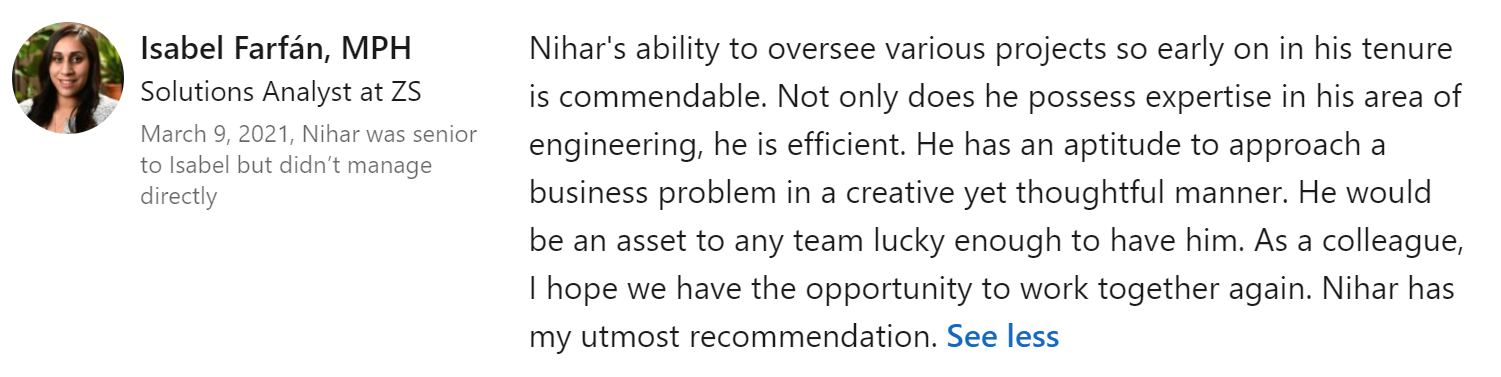 Isabel Farfán, MPH
Solutions Analyst at ZS
March 9, 2021, Nihar was senior
to Isabel but didn’t manage
directly
Nihar's ability to oversee various projects so early on in his tenure
is commendable. Not only does he possess expertise in his area of
engineering, he is efficient. He has an aptitude to approach a
business problem in a creative yet thoughtful manner. He would
be an asset to any team lucky enough to have him. As a colleague,
I hope we have the opportunity to work together again. Nihar has
my utmost recommendation. See less